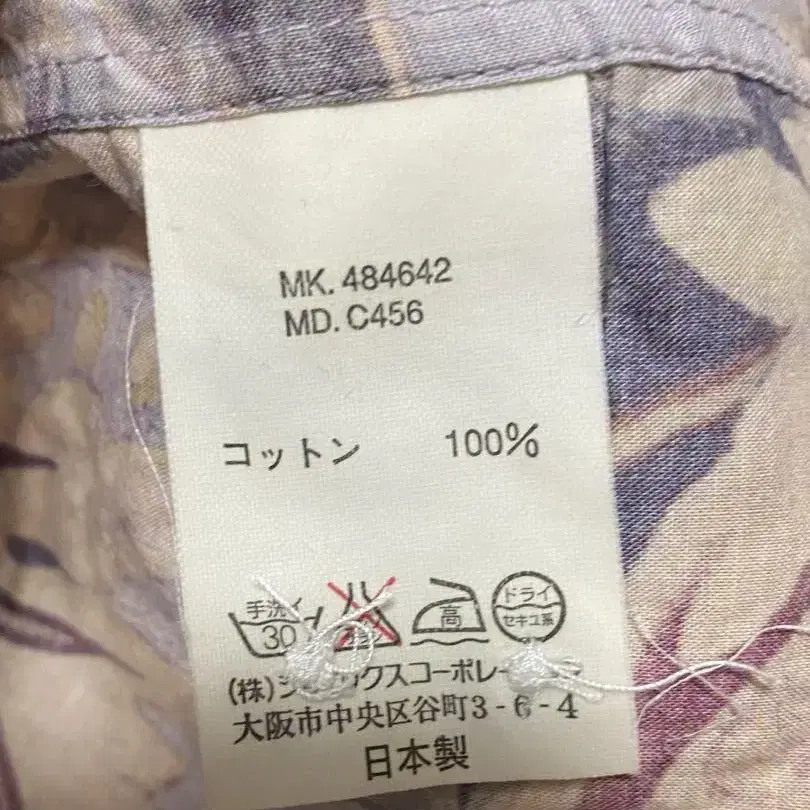 MK. 484642
MD. C456
コットン 100%
手洗イ 30 高 ドライ セキユ系
大阪市中央区谷町3-6-4
日本製